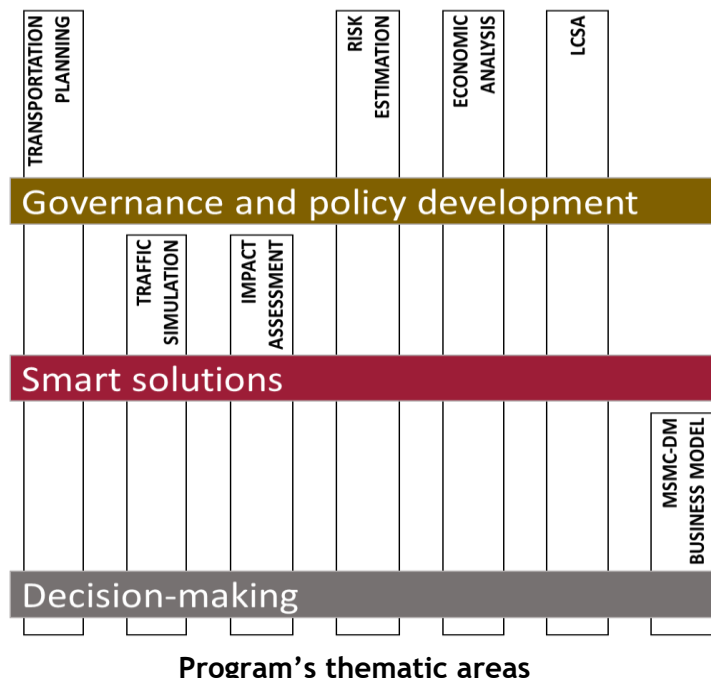 TRANSPORTATION
PLANNING
RISK
ESTIMATION
ECONOMIC
ANALYSIS
LCSA
Governance and policy development
TRAFFIC
SIMULATION
IMPACT
ASSESSMENT
Smart solutions
MSMC-DM
BUSINESS MODEL
Decision-making
Program’s thematic areas